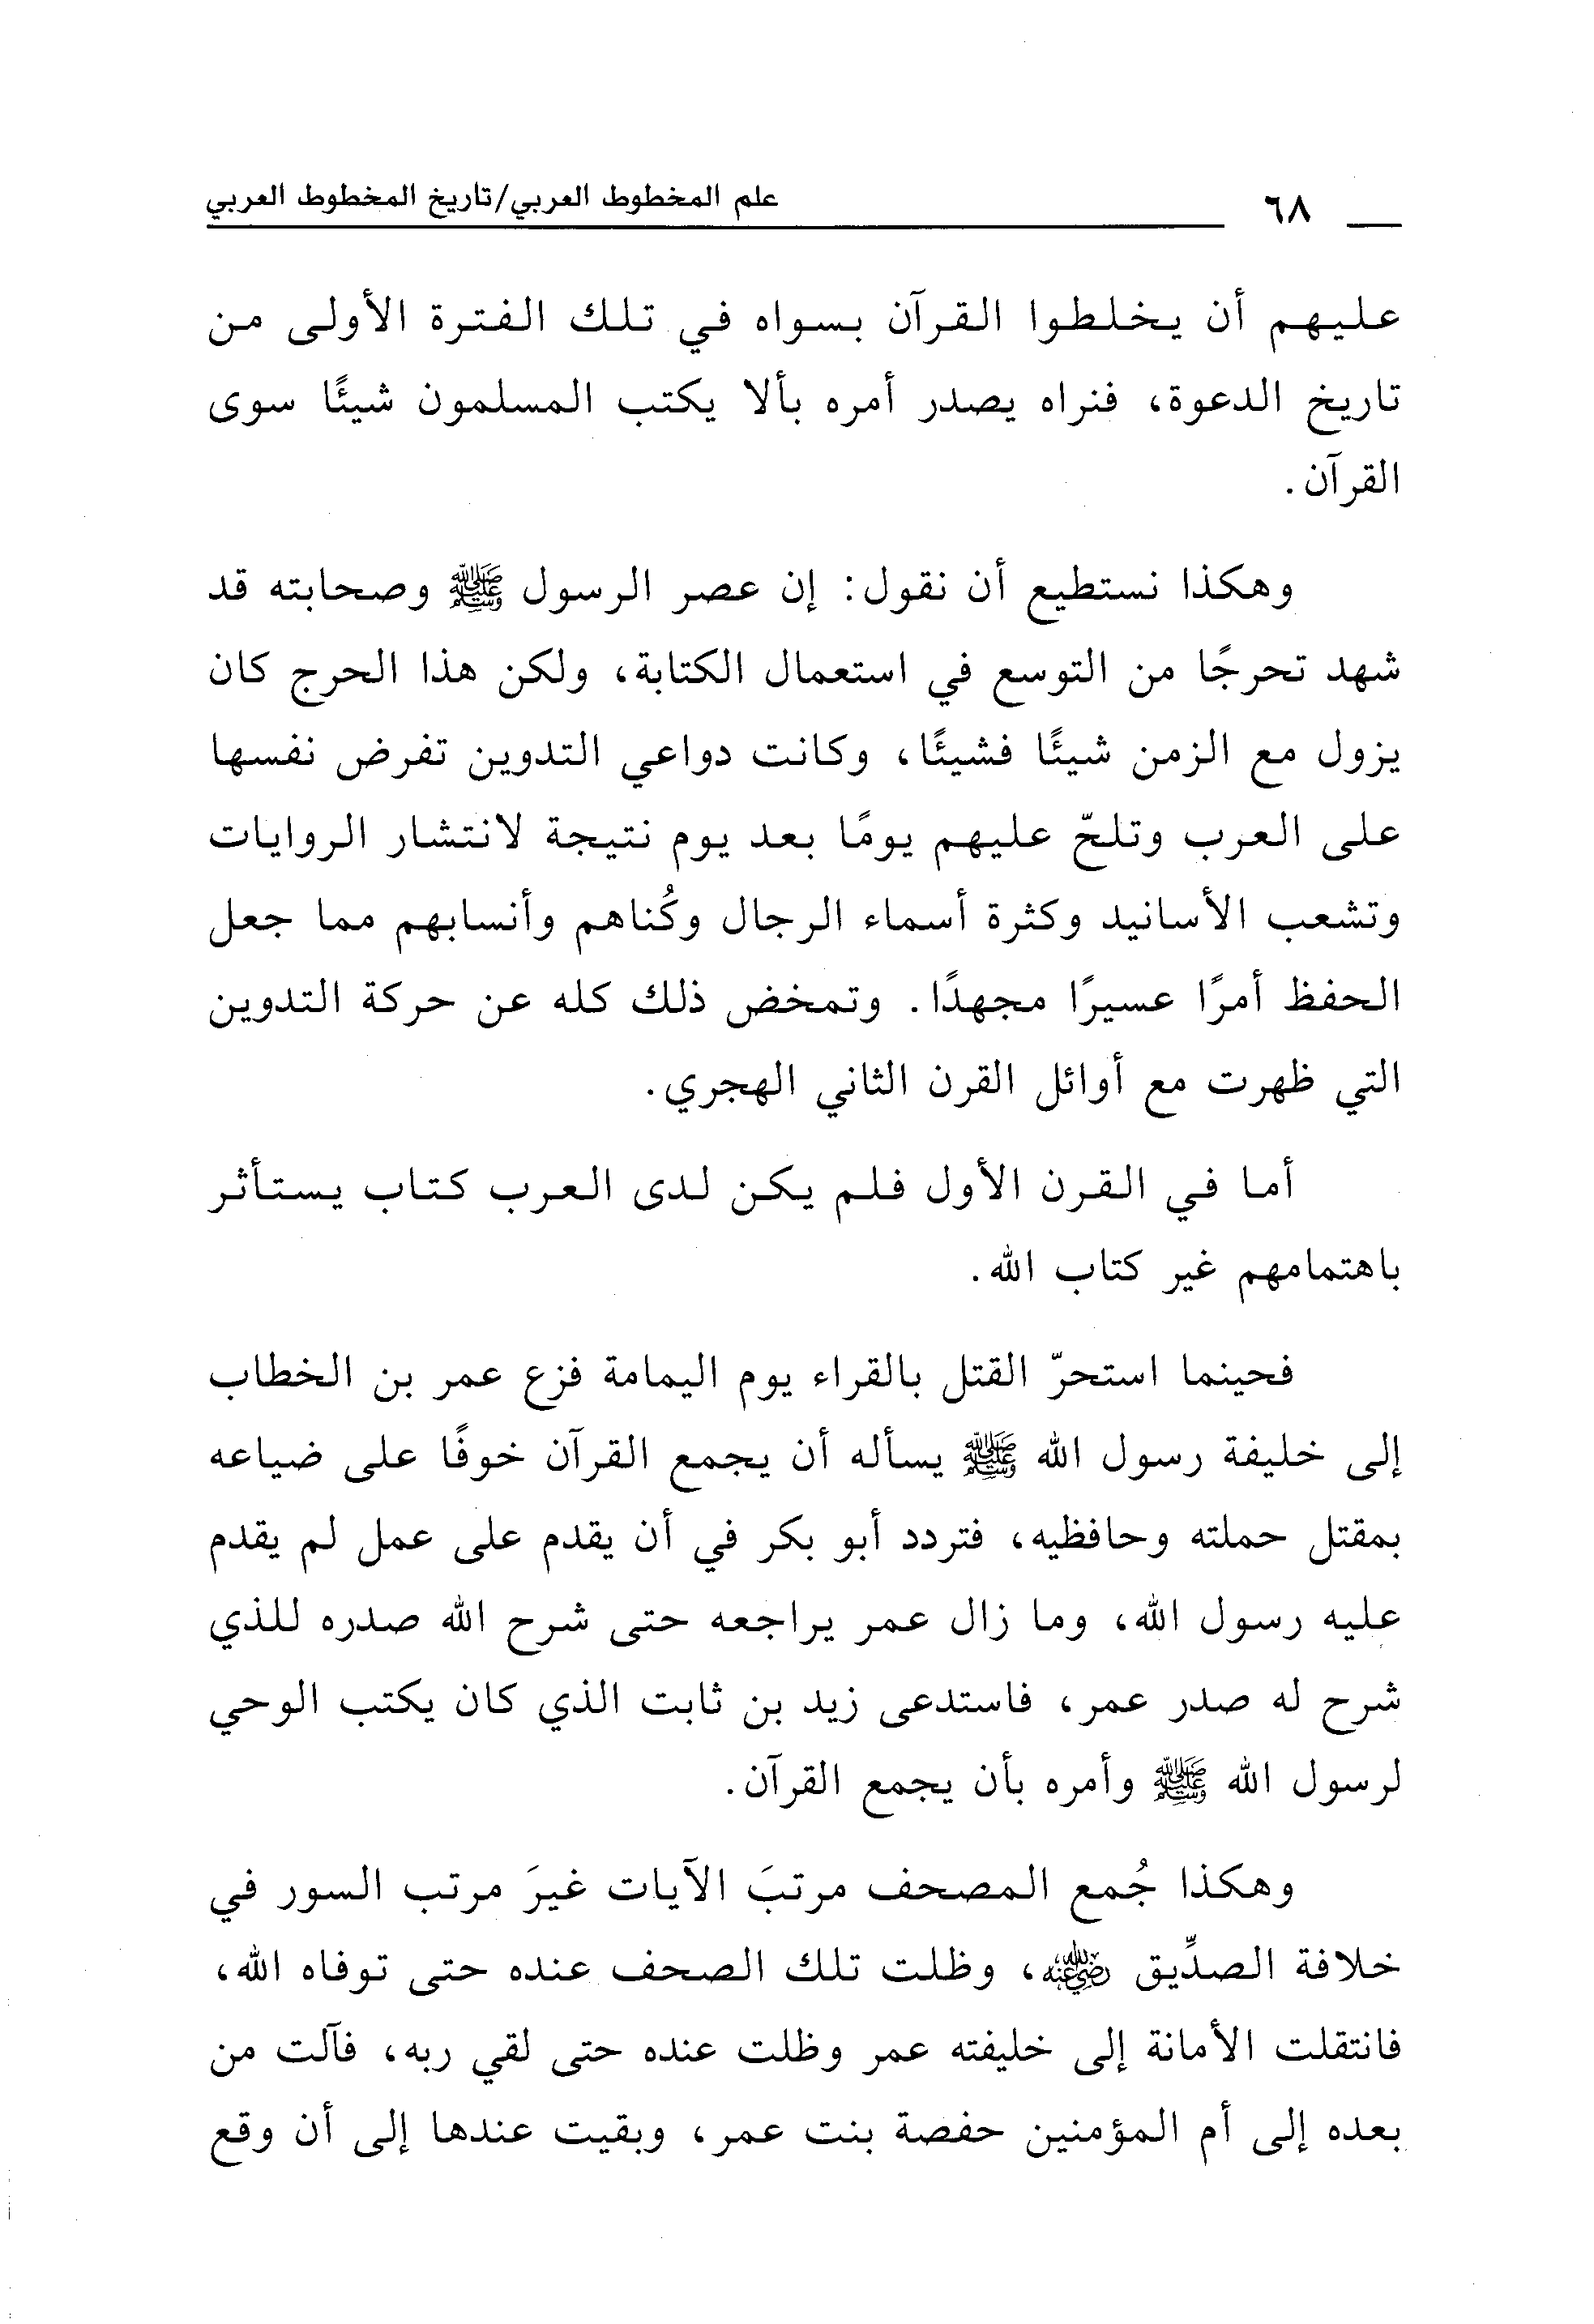 ٦٨ علم المخطوط العربي/تاريخ المخطوط العربي
عليهم أن يخلطوا القرآن بسواه في تلك الفترة الأولى من
تاريخ الدعوة، فنراه يصدر أمره بألا يكتب المسلمون شيئًا سوى
القرآن.
وهكذا نستطيع أن نقول: إن عصر الرسول ﷺ وصحابته قد
شهد تحرجًا من التوسع في استعمال الكتابة، ولكن هذا الحرج كان
يزول مع الزمن شيئًا فشيئًا، وكانت دواعي التدوين تفرض نفسها
على العرب وتلحّ عليهم يومًا بعد يوم نتيجة لانتشار الروايات
وتشعب الأسانيد وكثرة أسماء الرجال وكُناهم وأنسابهم مما جعل
الحفظ أمرًا عسيرًا مجهدًا. وتمخض ذلك كله عن حركة التدوين
التي ظهرت مع أوائل القرن الثاني الهجري.
أما في القرن الأول فلم يكن لدى العرب كتاب يستأثر
باهتمامهم غير كتاب الله.
فحينما استحرّ القتل بالقراء يوم اليمامة فزع عمر بن الخطاب
إلى خليفة رسول الله ﷺ يسأله أن يجمع القرآن خوفًا على ضياعه
بمقتل حملته وحافظيه، فتردد أبو بكر في أن يقدم على عمل لم يقدم
عليه رسول الله، وما زال عمر يراجعه حتى شرح الله صدره للذي
شرح له صدر عمر، فاستدعى زيد بن ثابت الذي كان يكتب الوحي
لرسول الله ﷺ وأمره بأن يجمع القرآن.
وهكذا جُمع المصحف مرتبَ الآيات غيرَ مرتب السور في
خلافة الصدِّيق رضي الله عنه، وظلت تلك الصحف عنده حتى توفاه الله،
فانتقلت الأمانة إلى خليفته عمر وظلت عنده حتى لقي ربه، فآلت من
بعده إلى أم المؤمنين حفصة بنت عمر، وبقيت عندها إلى أن وقع